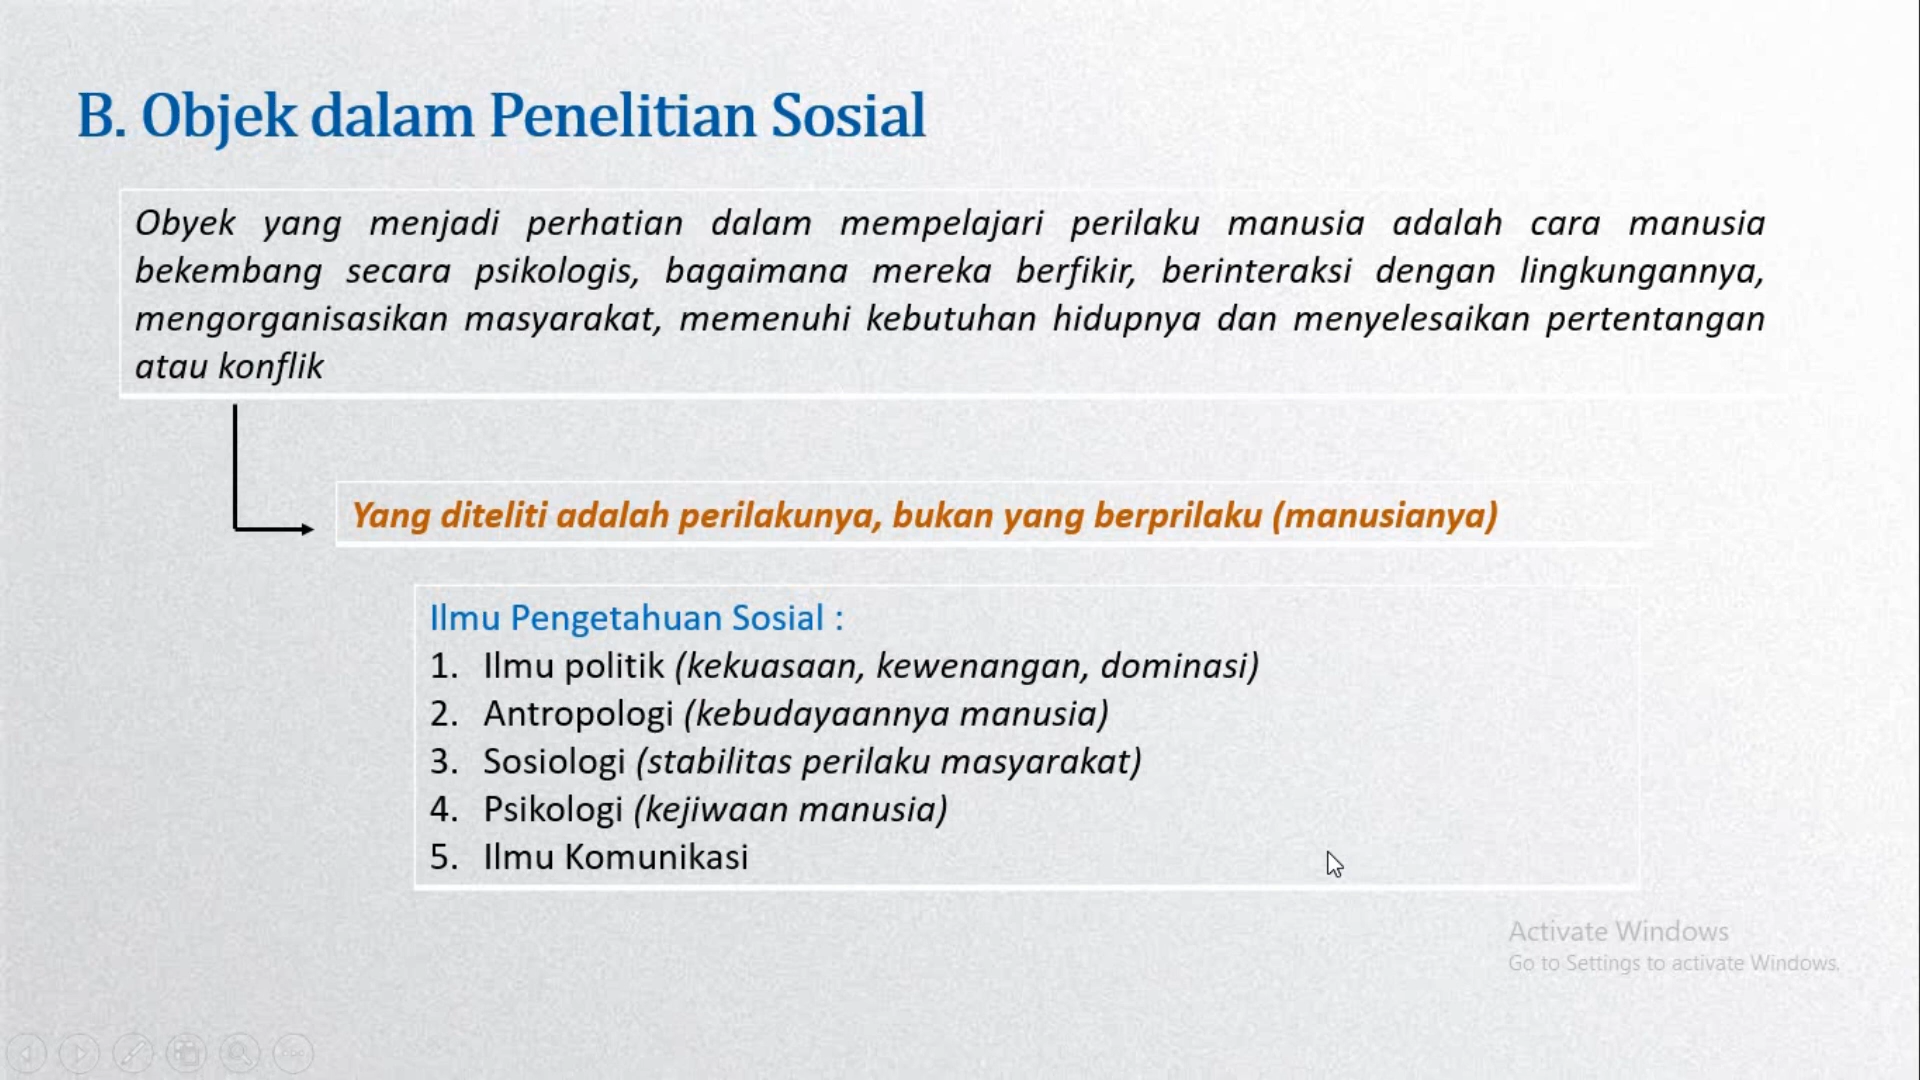 B. Objek dalam Penelitian Sosial
Obyek yang menjadi perhatian dalam mempelajari perilaku manusia adalah cara manusia
bekembang secara psikologis, bagaimana mereka berfikir, berinteraksi dengan lingkungannya,
mengorganisasikan masyarakat, memenuhi kebutuhan hidupnya dan menyelesaikan pertentangan
atau konflik
Yang diteliti adalah perilakunya, bukan yang berprilaku (manusianya)
Ilmu Pengetahuan Sosial :
1. Ilmu politik (kekuasaan, kewenangan, dominasi)
2. Antropologi (kebudayaannya manusia)
3. Sosiologi (stabilitas perilaku masyarakat)
4. Psikologi (kejiwaan manusia)
5. Ilmu Komunikasi
Activate Windows
Go to Settings to activate Windows.